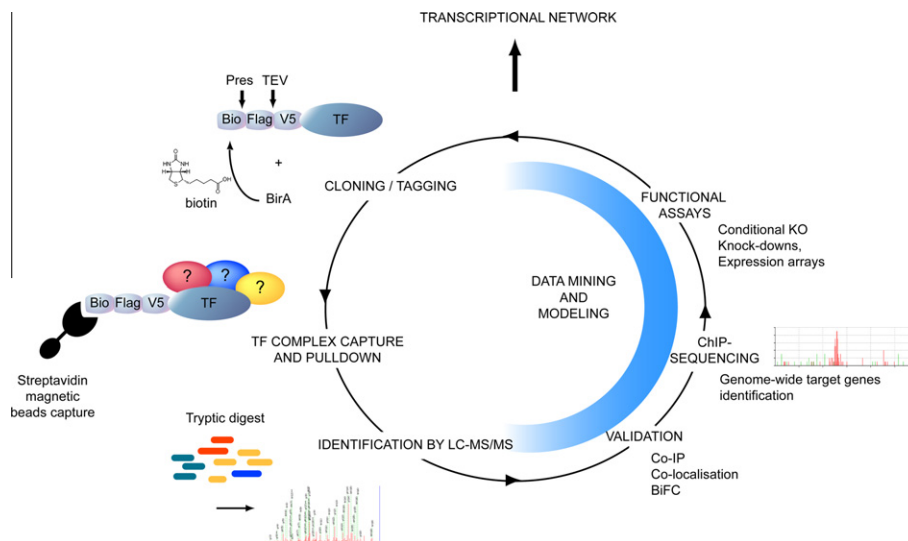 TRANSCRIPTIONAL NETWORK
Pres TEV
Bio Flag V5 TF
+
biotin
BirA
CLONING / TAGGING
O
HN NH
H H
S
O
OH
FUNCTIONAL
ASSAYS
Conditional KO
Knock-downs,
Expression arrays
? ? ?
Bio Flag V5 TF
DATA MINING
AND
MODELING
TF COMPLEX CAPTURE
AND PULLDOWN
Streptavidin
magnetic
beads capture
ChIP-
SEQUENCING
Genome-wide target genes
identification
Tryptic digest
IDENTIFICATION BY LC-MS/MS
VALIDATION
Co-IP
Co-localisation
BiFC